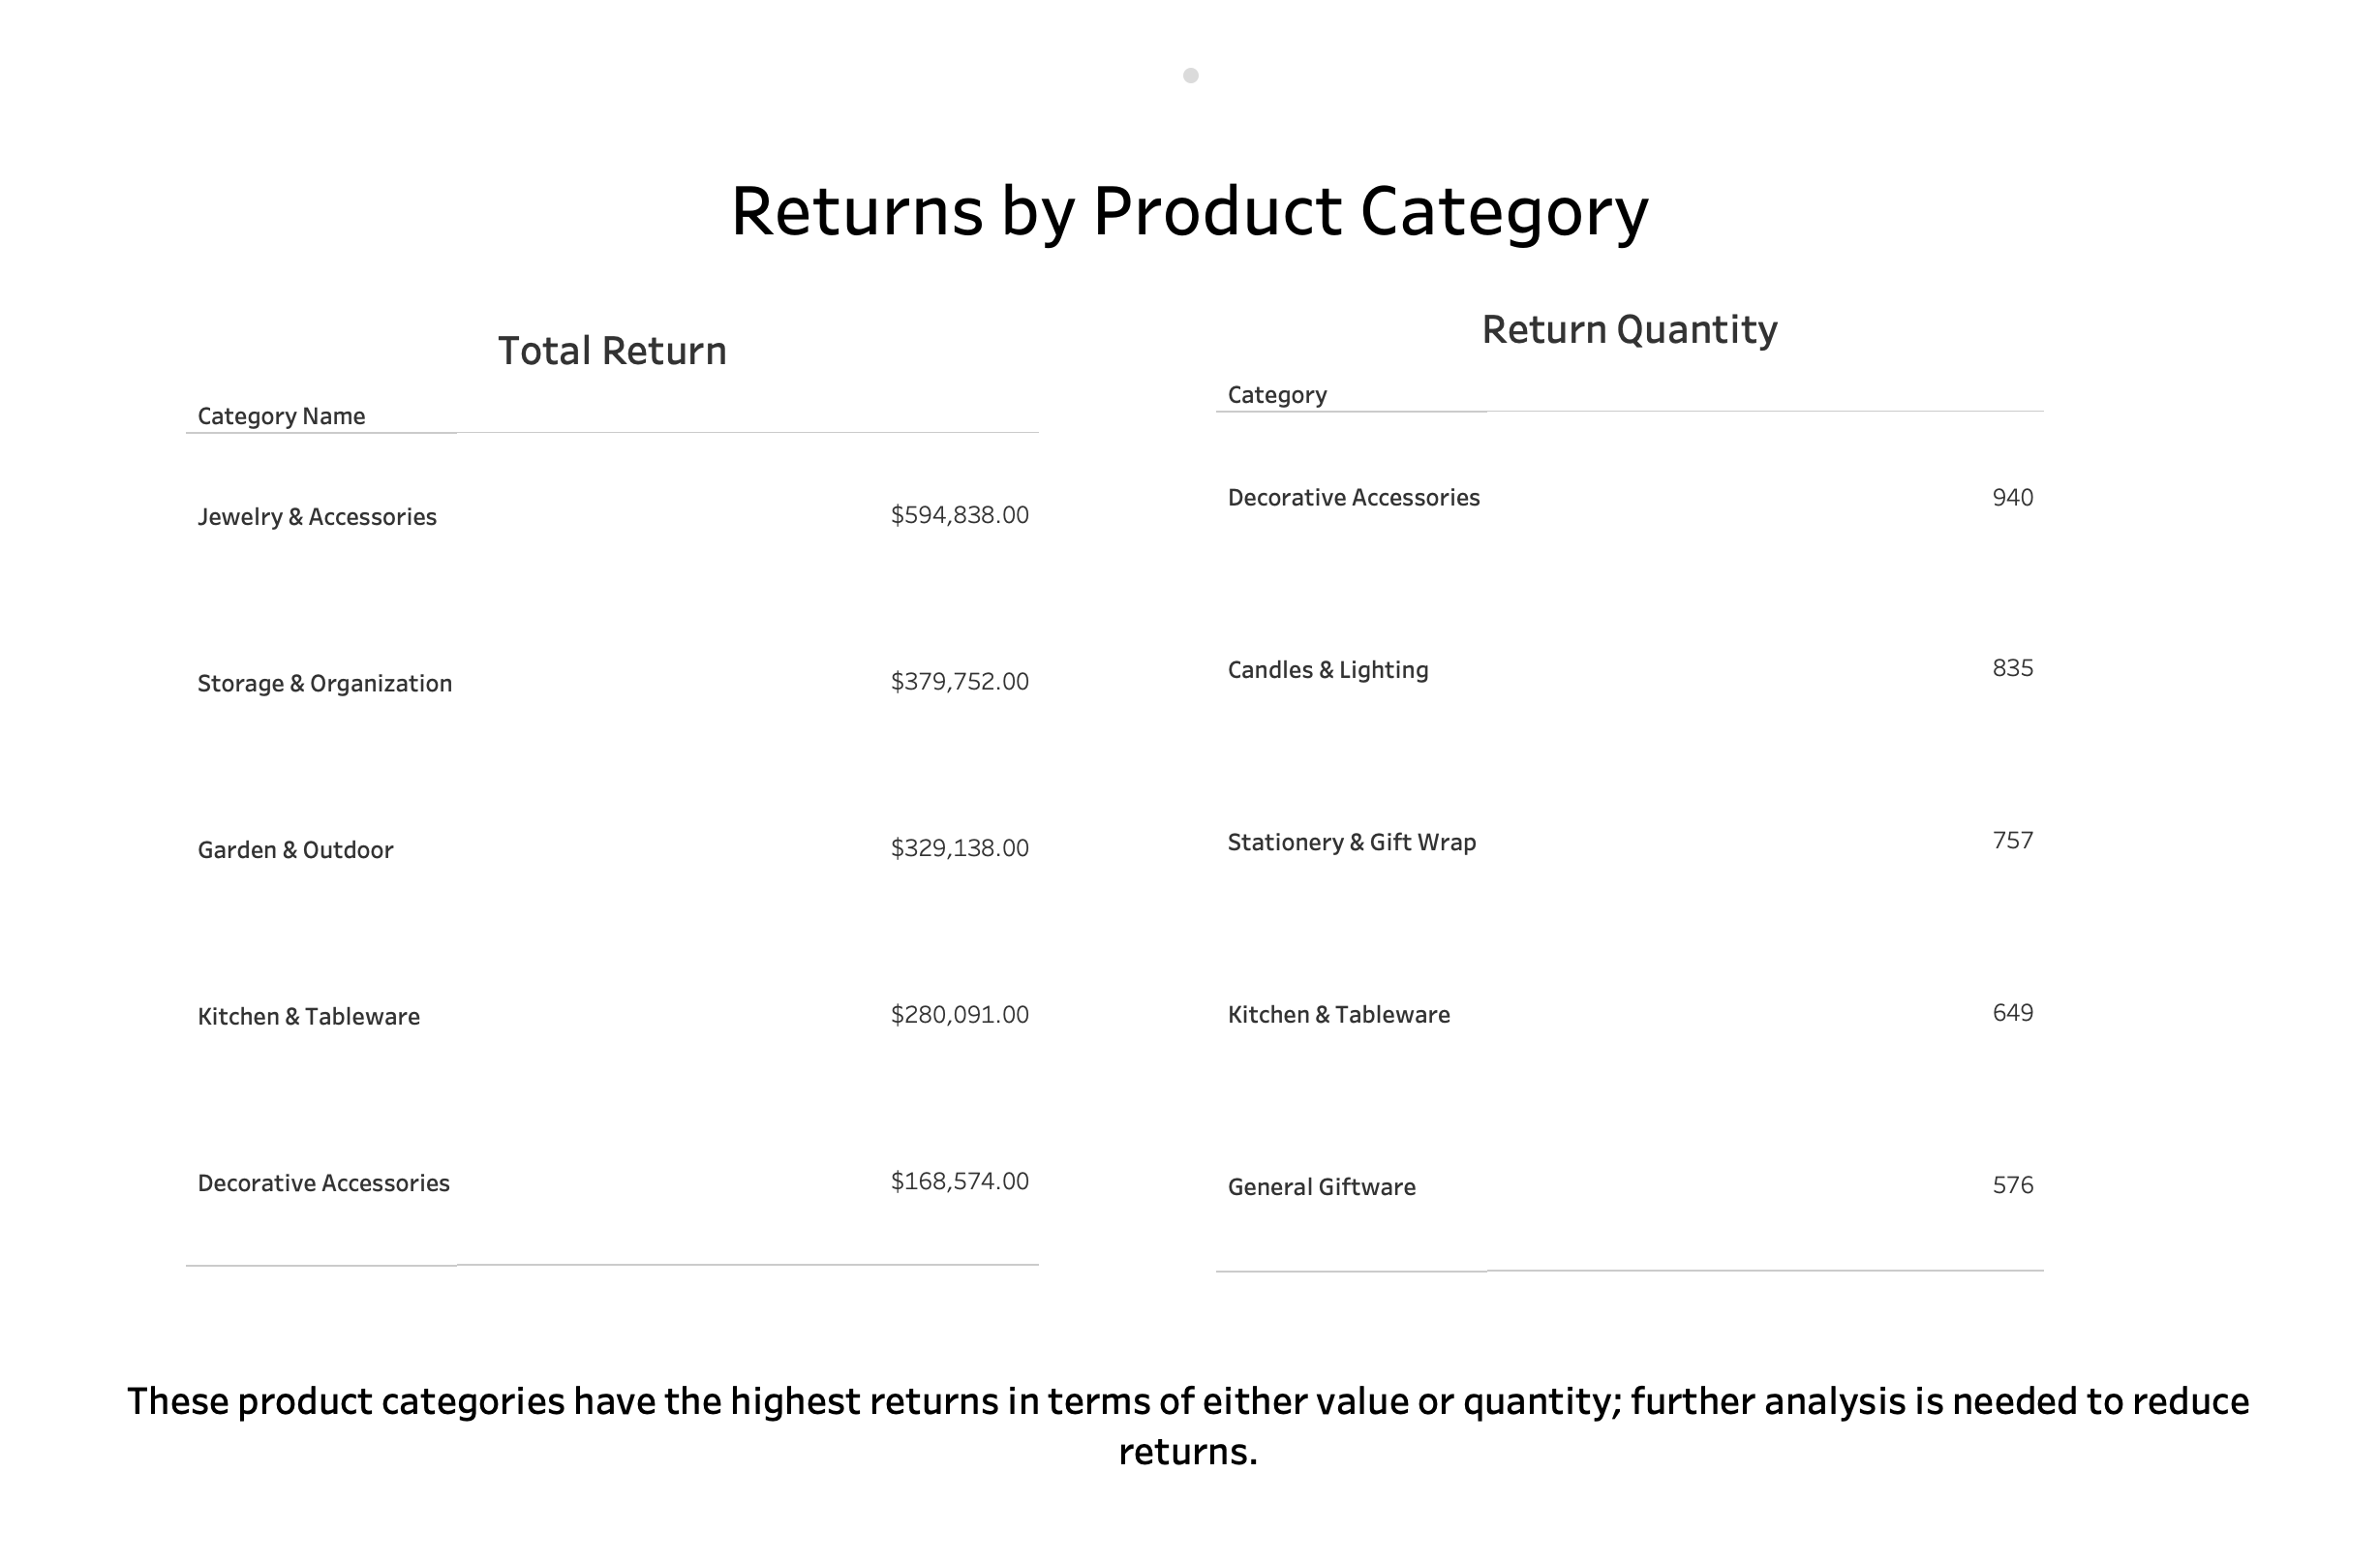 Returns by Product Category
Total Return
Category Name
Jewelry & Accessories $594,838.00
Storage & Organization $379,752.00
Garden & Outdoor $329,138.00
Kitchen & Tableware $280,091.00
Decorative Accessories $168,574.00
Return Quantity
Category
Decorative Accessories 940
Candles & Lighting 835
Stationery & Gift Wrap 757
Kitchen & Tableware 649
General Giftware 576
These product categories have the highest returns in terms of either value or quantity; further analysis is needed to reduce
returns.